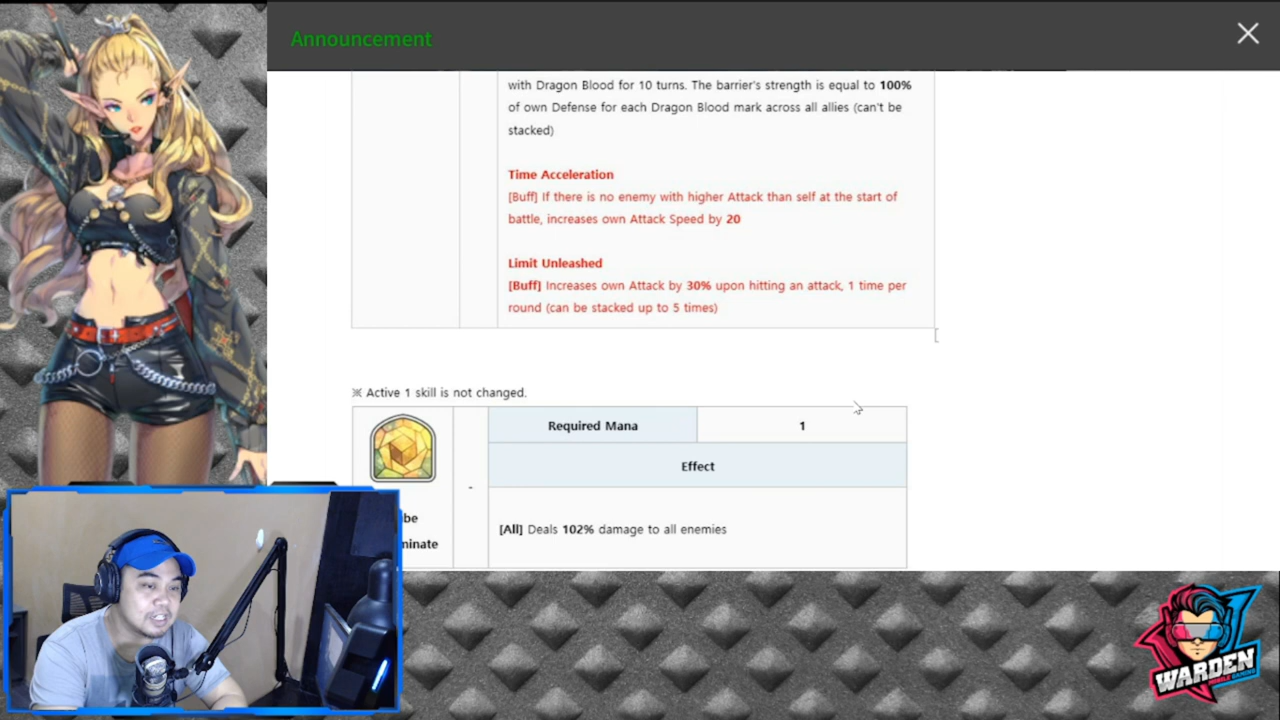 Announcement
with Dragon Blood for 10 turns. The barrier's strength is equal to 100%
of own Defense for each Dragon Blood mark across all allies (can't be
stacked)
Time Acceleration
[Buff] If there is no enemy with higher Attack than self at the start of
battle, increases own Attack Speed by 20
Limit Unleashed
[Buff] Increases own Attack by 30% upon hitting an attack, 1 time per
round (can be stacked up to 5 times)
※ Active 1 skill is not changed.
Required Mana 1
Effect
-
be
minate
[All] Deals 102% damage to all enemies
WARDEN
MOBILE GAMING